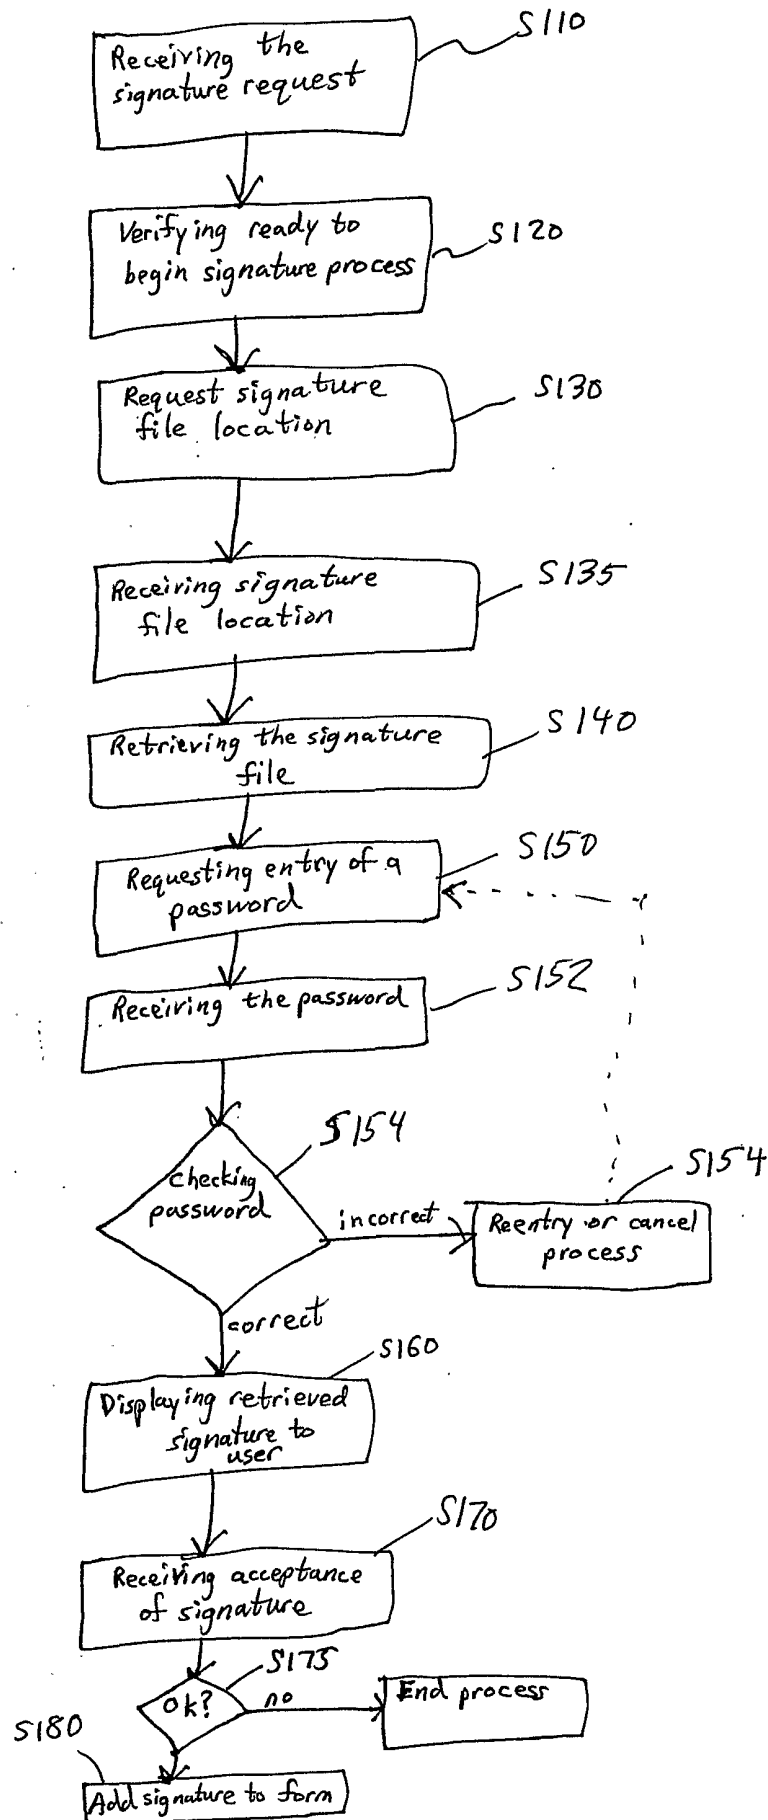 S110
Receiving the
signature request
Verifying ready to
begin signature process
S120
Request signature
file location
S130
Receiving signature
file location
S135
Retrieving the signature
file
S140
Requesting entry of a
password
S150
Receiving the password
S152
S154
Checking
password
incorrect
S154
Reentry or cancel
process
correct
S160
Displaying retrieved
signature to
user
S170
Receiving acceptance
of signature
S175
Ok?
no
End process
S180
Add signature to form